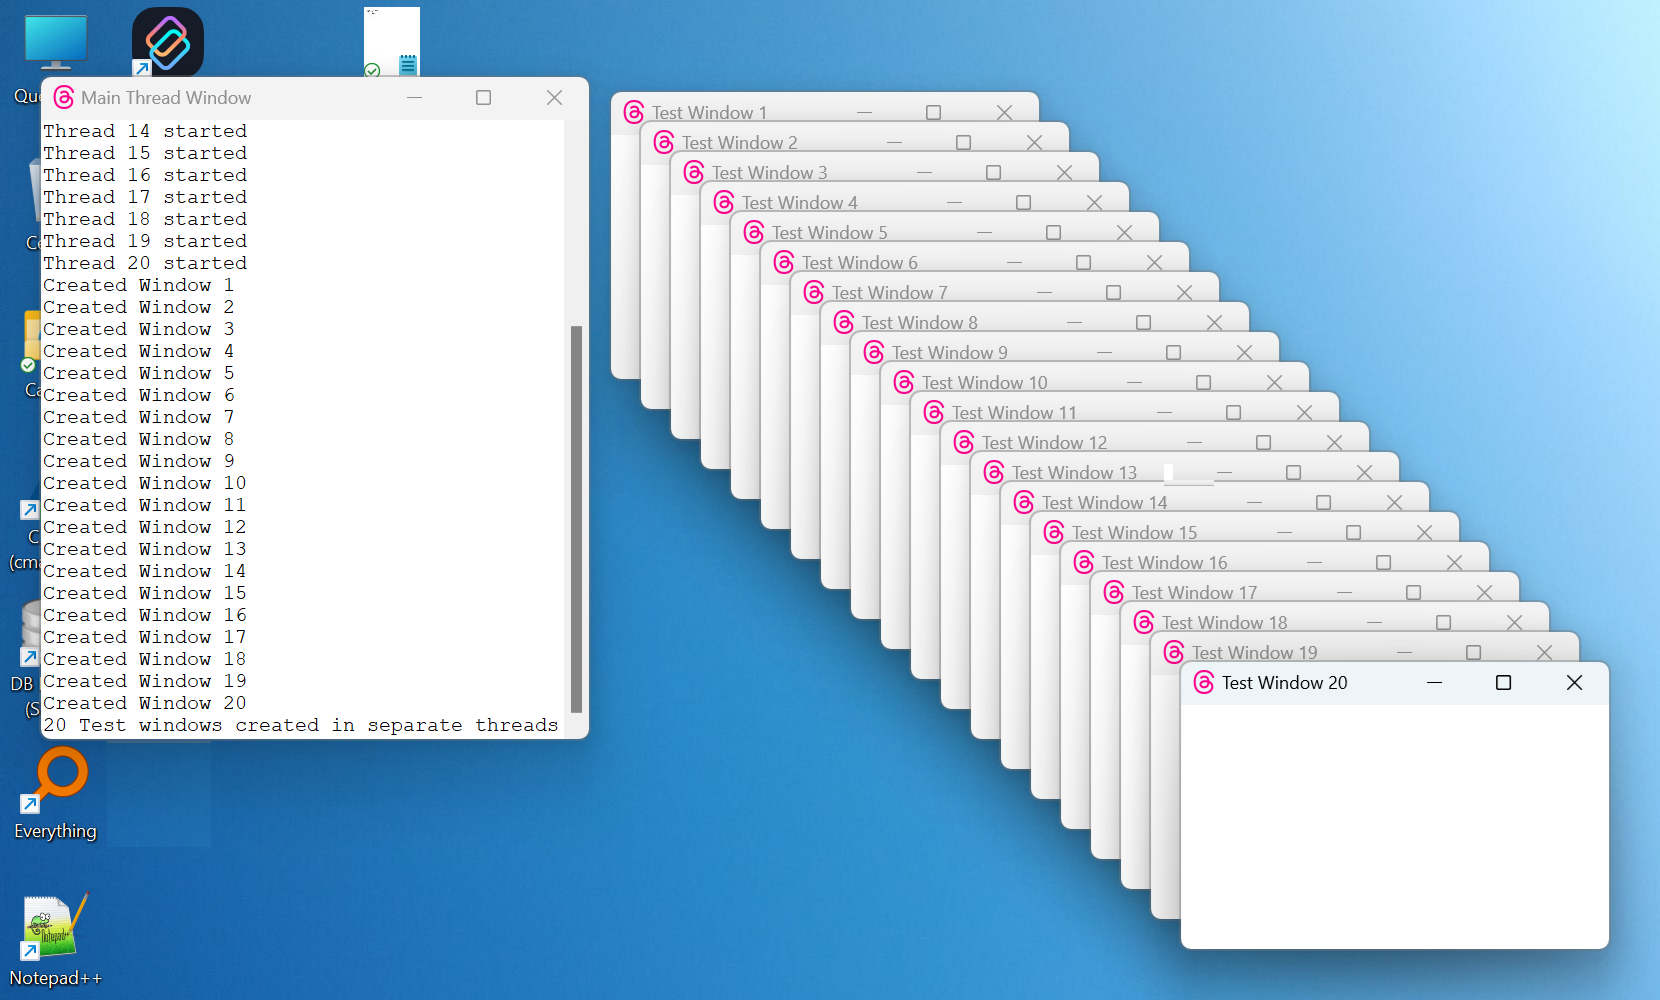 Main Thread Window
Thread 14 started
Thread 15 started
Thread 16 started
Thread 17 started
Thread 18 started
Thread 19 started
Thread 20 started
Created Window 1
Created Window 2
Created Window 3
Created Window 4
Created Window 5
Created Window 6
Created Window 7
Created Window 8
Created Window 9
Created Window 10
Created Window 11
Created Window 12
Created Window 13
Created Window 14
Created Window 15
Created Window 16
Created Window 17
Created Window 18
Created Window 19
Created Window 20
20 Test windows created in separate threads
Test Window 1
Test Window 2
Test Window 3
Test Window 4
Test Window 5
Test Window 6
Test Window 7
Test Window 8
Test Window 9
Test Window 10
Test Window 11
Test Window 12
Test Window 13
Test Window 14
Test Window 15
Test Window 16
Test Window 17
Test Window 18
Test Window 19
Test Window 20
DB
(S
Everything
Notepad++
Notepad++